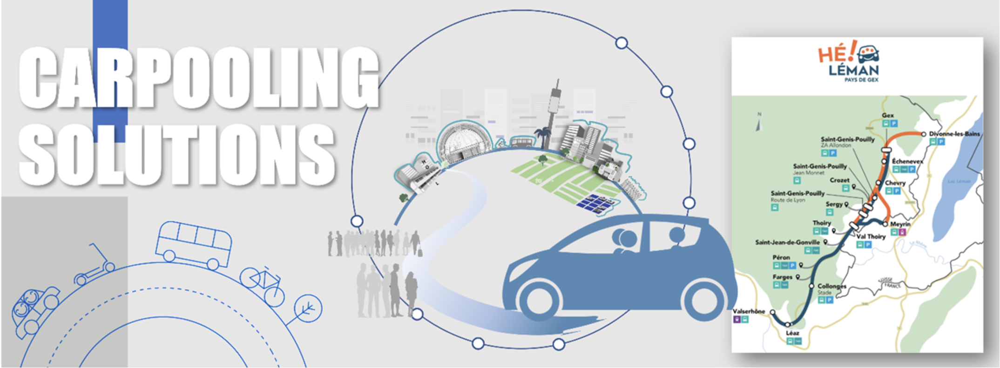 CARPOOLING
SOLUTIONS
HÉ!
LÉMAN
PAYS DE GEX
N
Gex
P
Divonne-les-Bains
P
Saint-Genis-Pouilly
ZA Allondon
P
Échenevex
P
Saint-Genis-Pouilly
Jean Monnet
Crozet
Chevry
P
Lac Léman
Saint-Genis-Pouilly
Route de Lyon
Sergy
Thoiry
Meyrin
Val Thoiry
P
Saint-Jean-de-Gonville
Le Rhône
Péron
P
Farges
SUISSE
FRANCE
Collonges
Stade
P
Valserhône
Léaz